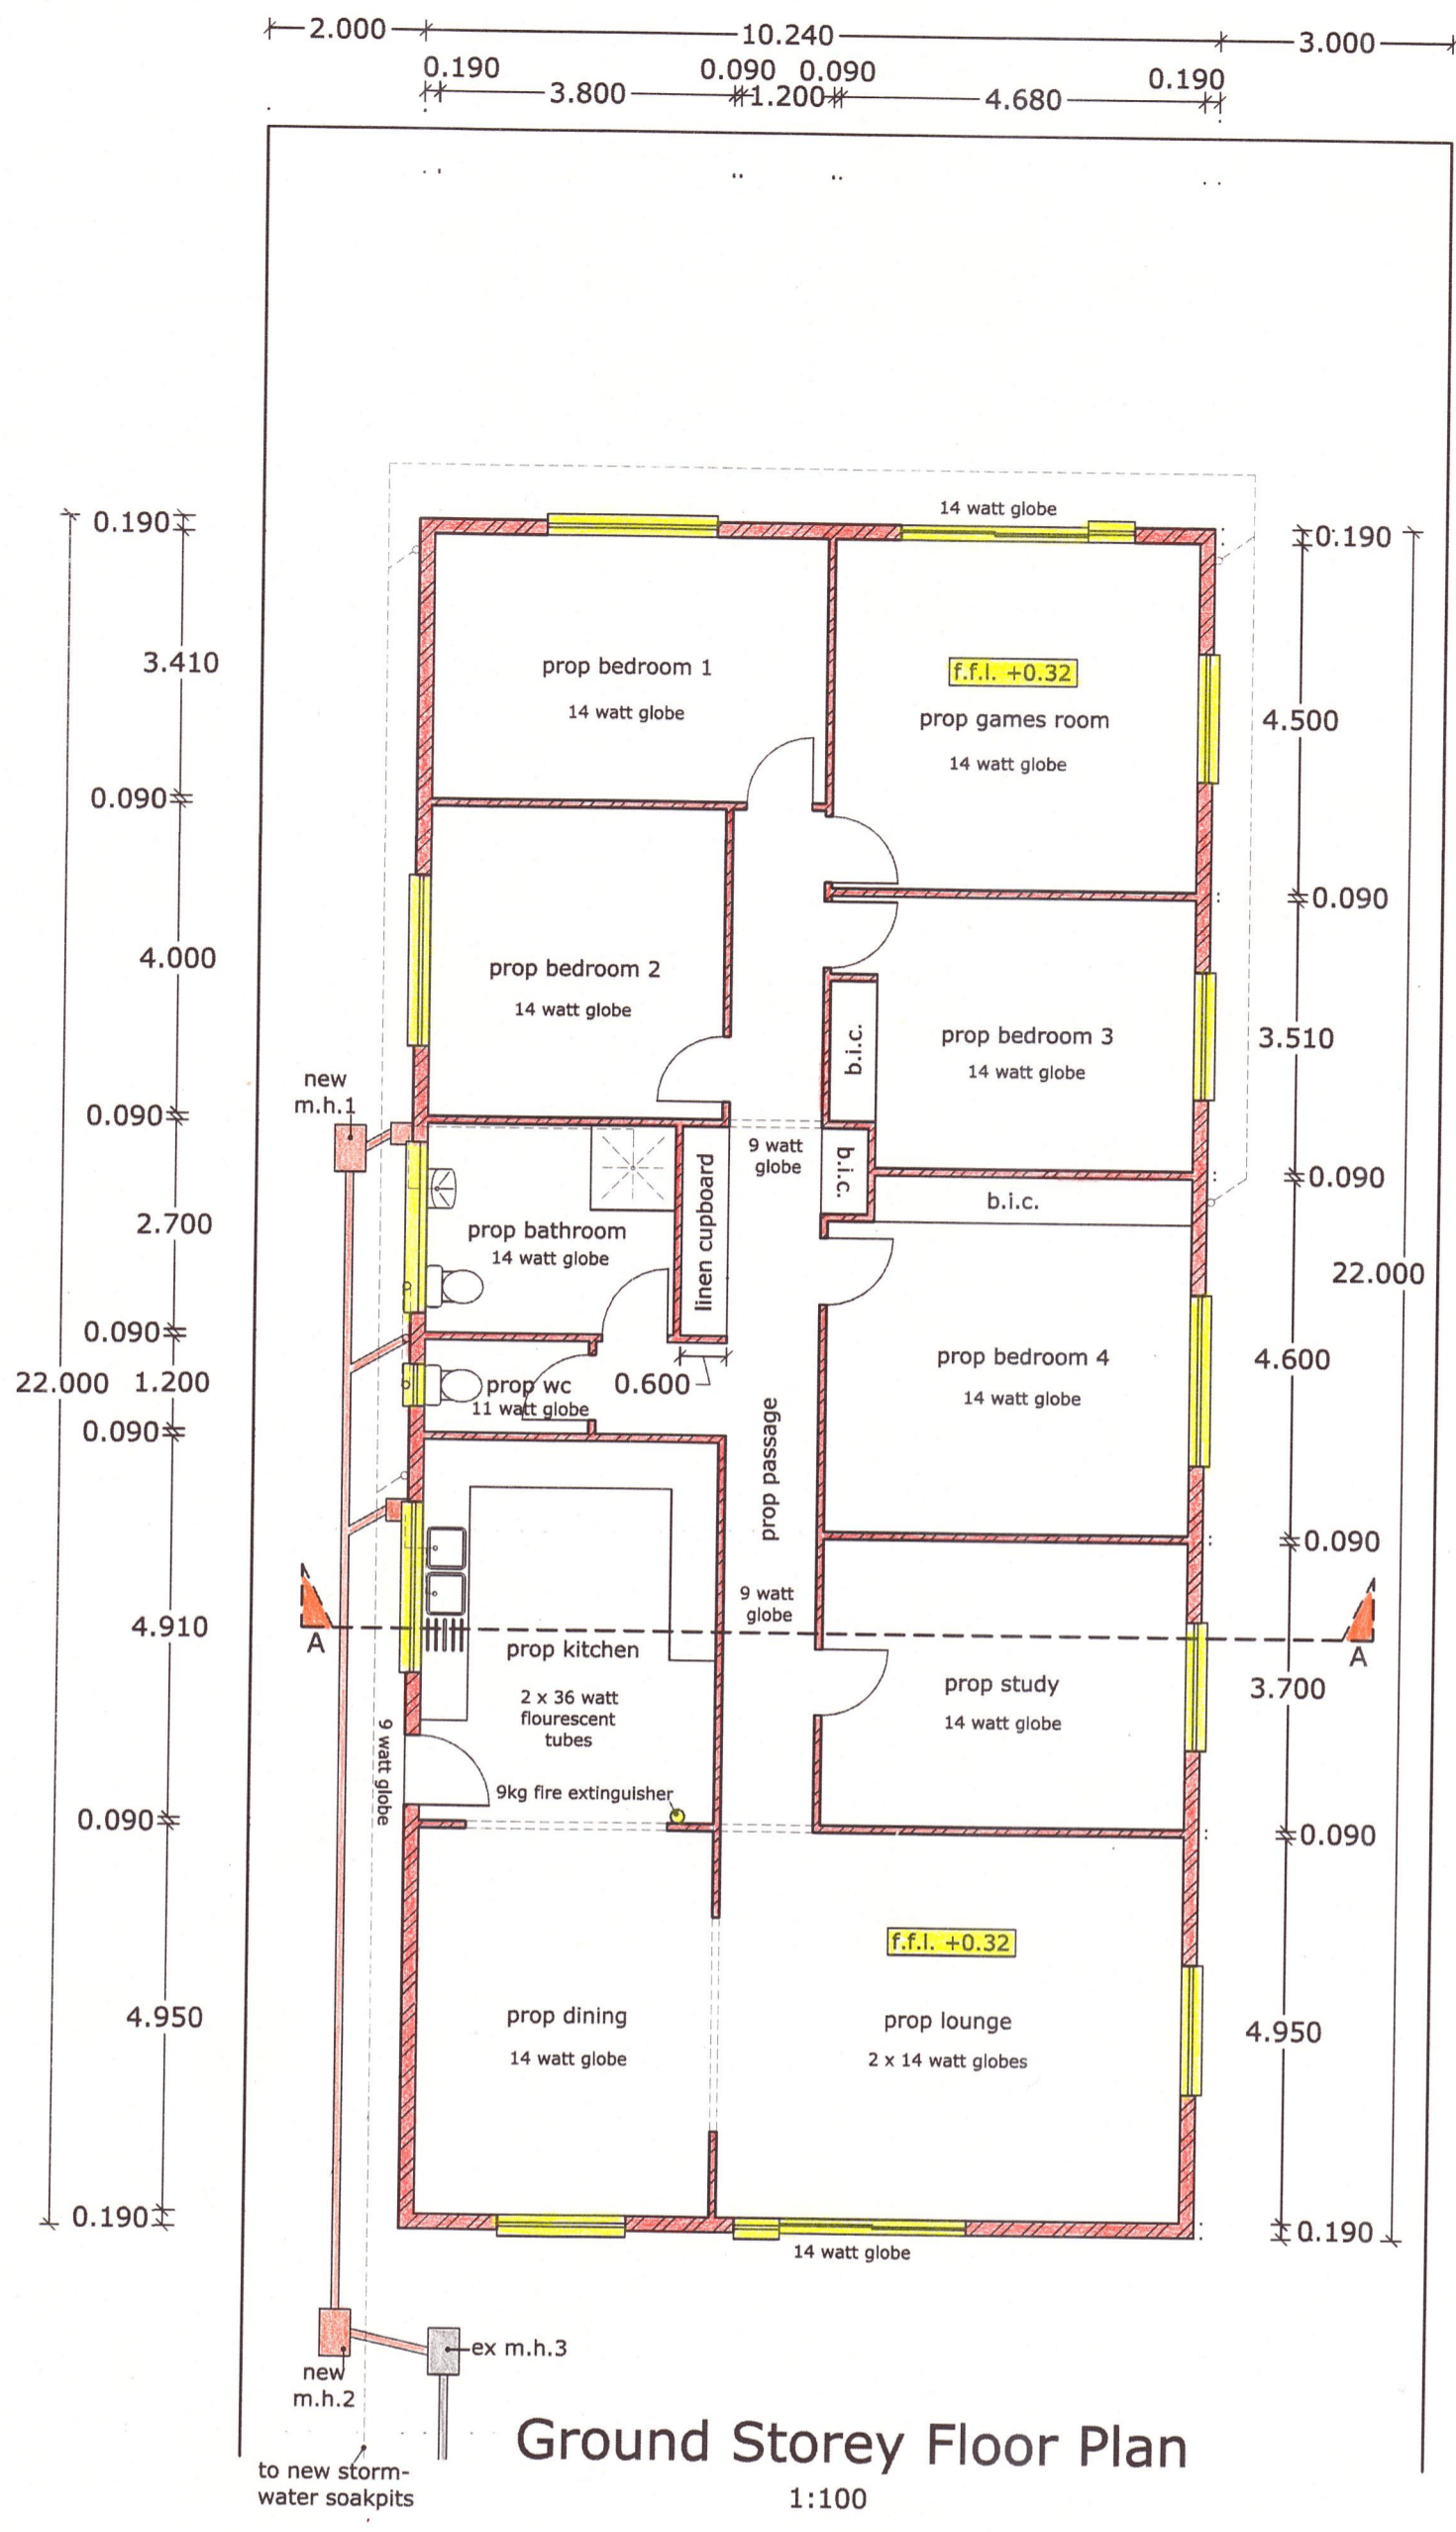 2.000 10.240 3.000
0.190 0.090 0.090 0.190
3.800 1.200 4.680
14 watt globe
0.190 0.190
3.410
prop bedroom 1
14 watt globe
f.f.l. +0.32
prop games room
14 watt globe
4.500
0.090
0.090
4.000
prop bedroom 2
14 watt globe
prop bedroom 3
14 watt globe
b.i.c.
3.510
new
m.h.1
0.090
9 watt
globe
b.i.c.
0.090
linen cupboard
b.i.c.
2.700
prop bathroom
14 watt globe
22.000
0.090
22.000 1.200
prop wc
11 watt globe
0.600
prop bedroom 4
14 watt globe
4.600
0.090
prop passage
0.090
9 watt
globe
4.910
A
prop kitchen
2 x 36 watt
flourescent
tubes
prop study
14 watt globe
A
3.700
9 watt globe
9kg fire extinguisher
0.090
0.090
f.f.l. +0.32
4.950
prop dining
14 watt globe
prop lounge
2 x 14 watt globes
4.950
0.190
0.190
14 watt globe
ex m.h.3
new
m.h.2
Ground Storey Floor Plan
1:100
to new storm-
water soakpits